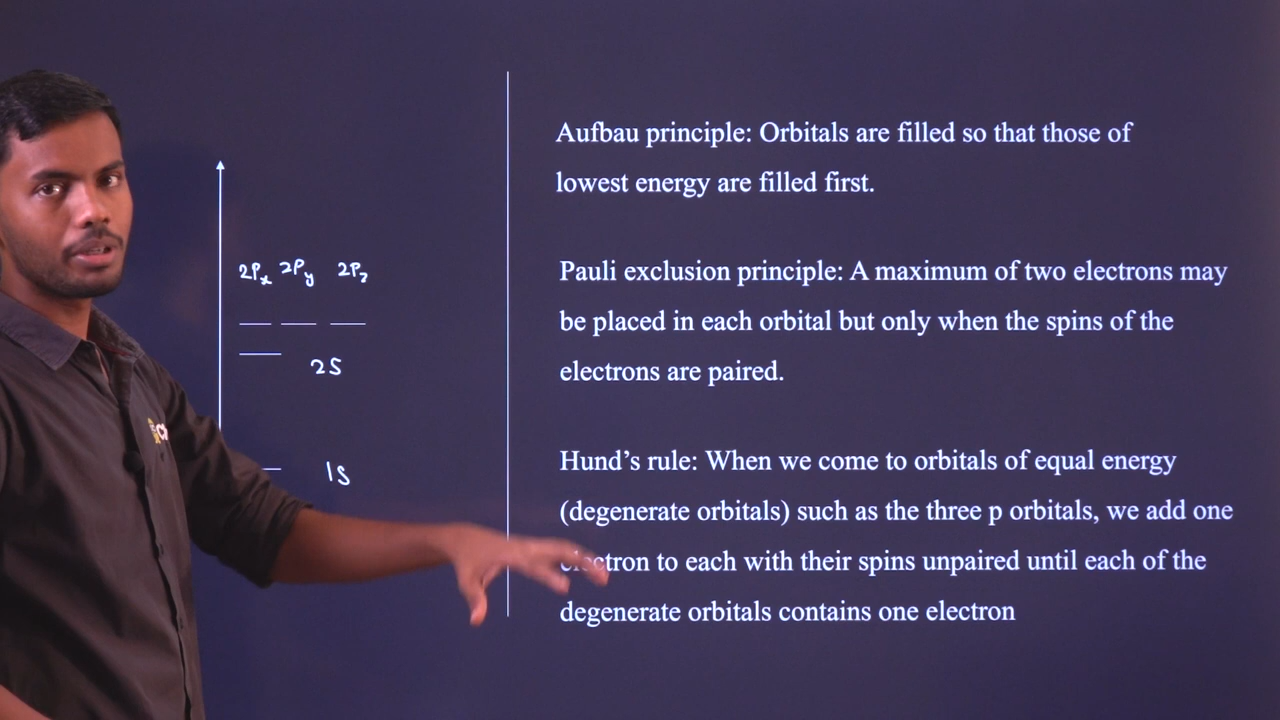 2Px 2Py 2Pz
2S
1S
Aufbau principle: Orbitals are filled so that those of
lowest energy are filled first.
Pauli exclusion principle: A maximum of two electrons may
be placed in each orbital but only when the spins of the
electrons are paired.
Hund’s rule: When we come to orbitals of equal energy
(degenerate orbitals) such as the three p orbitals, we add one
electron to each with their spins unpaired until each of the
degenerate orbitals contains one electron